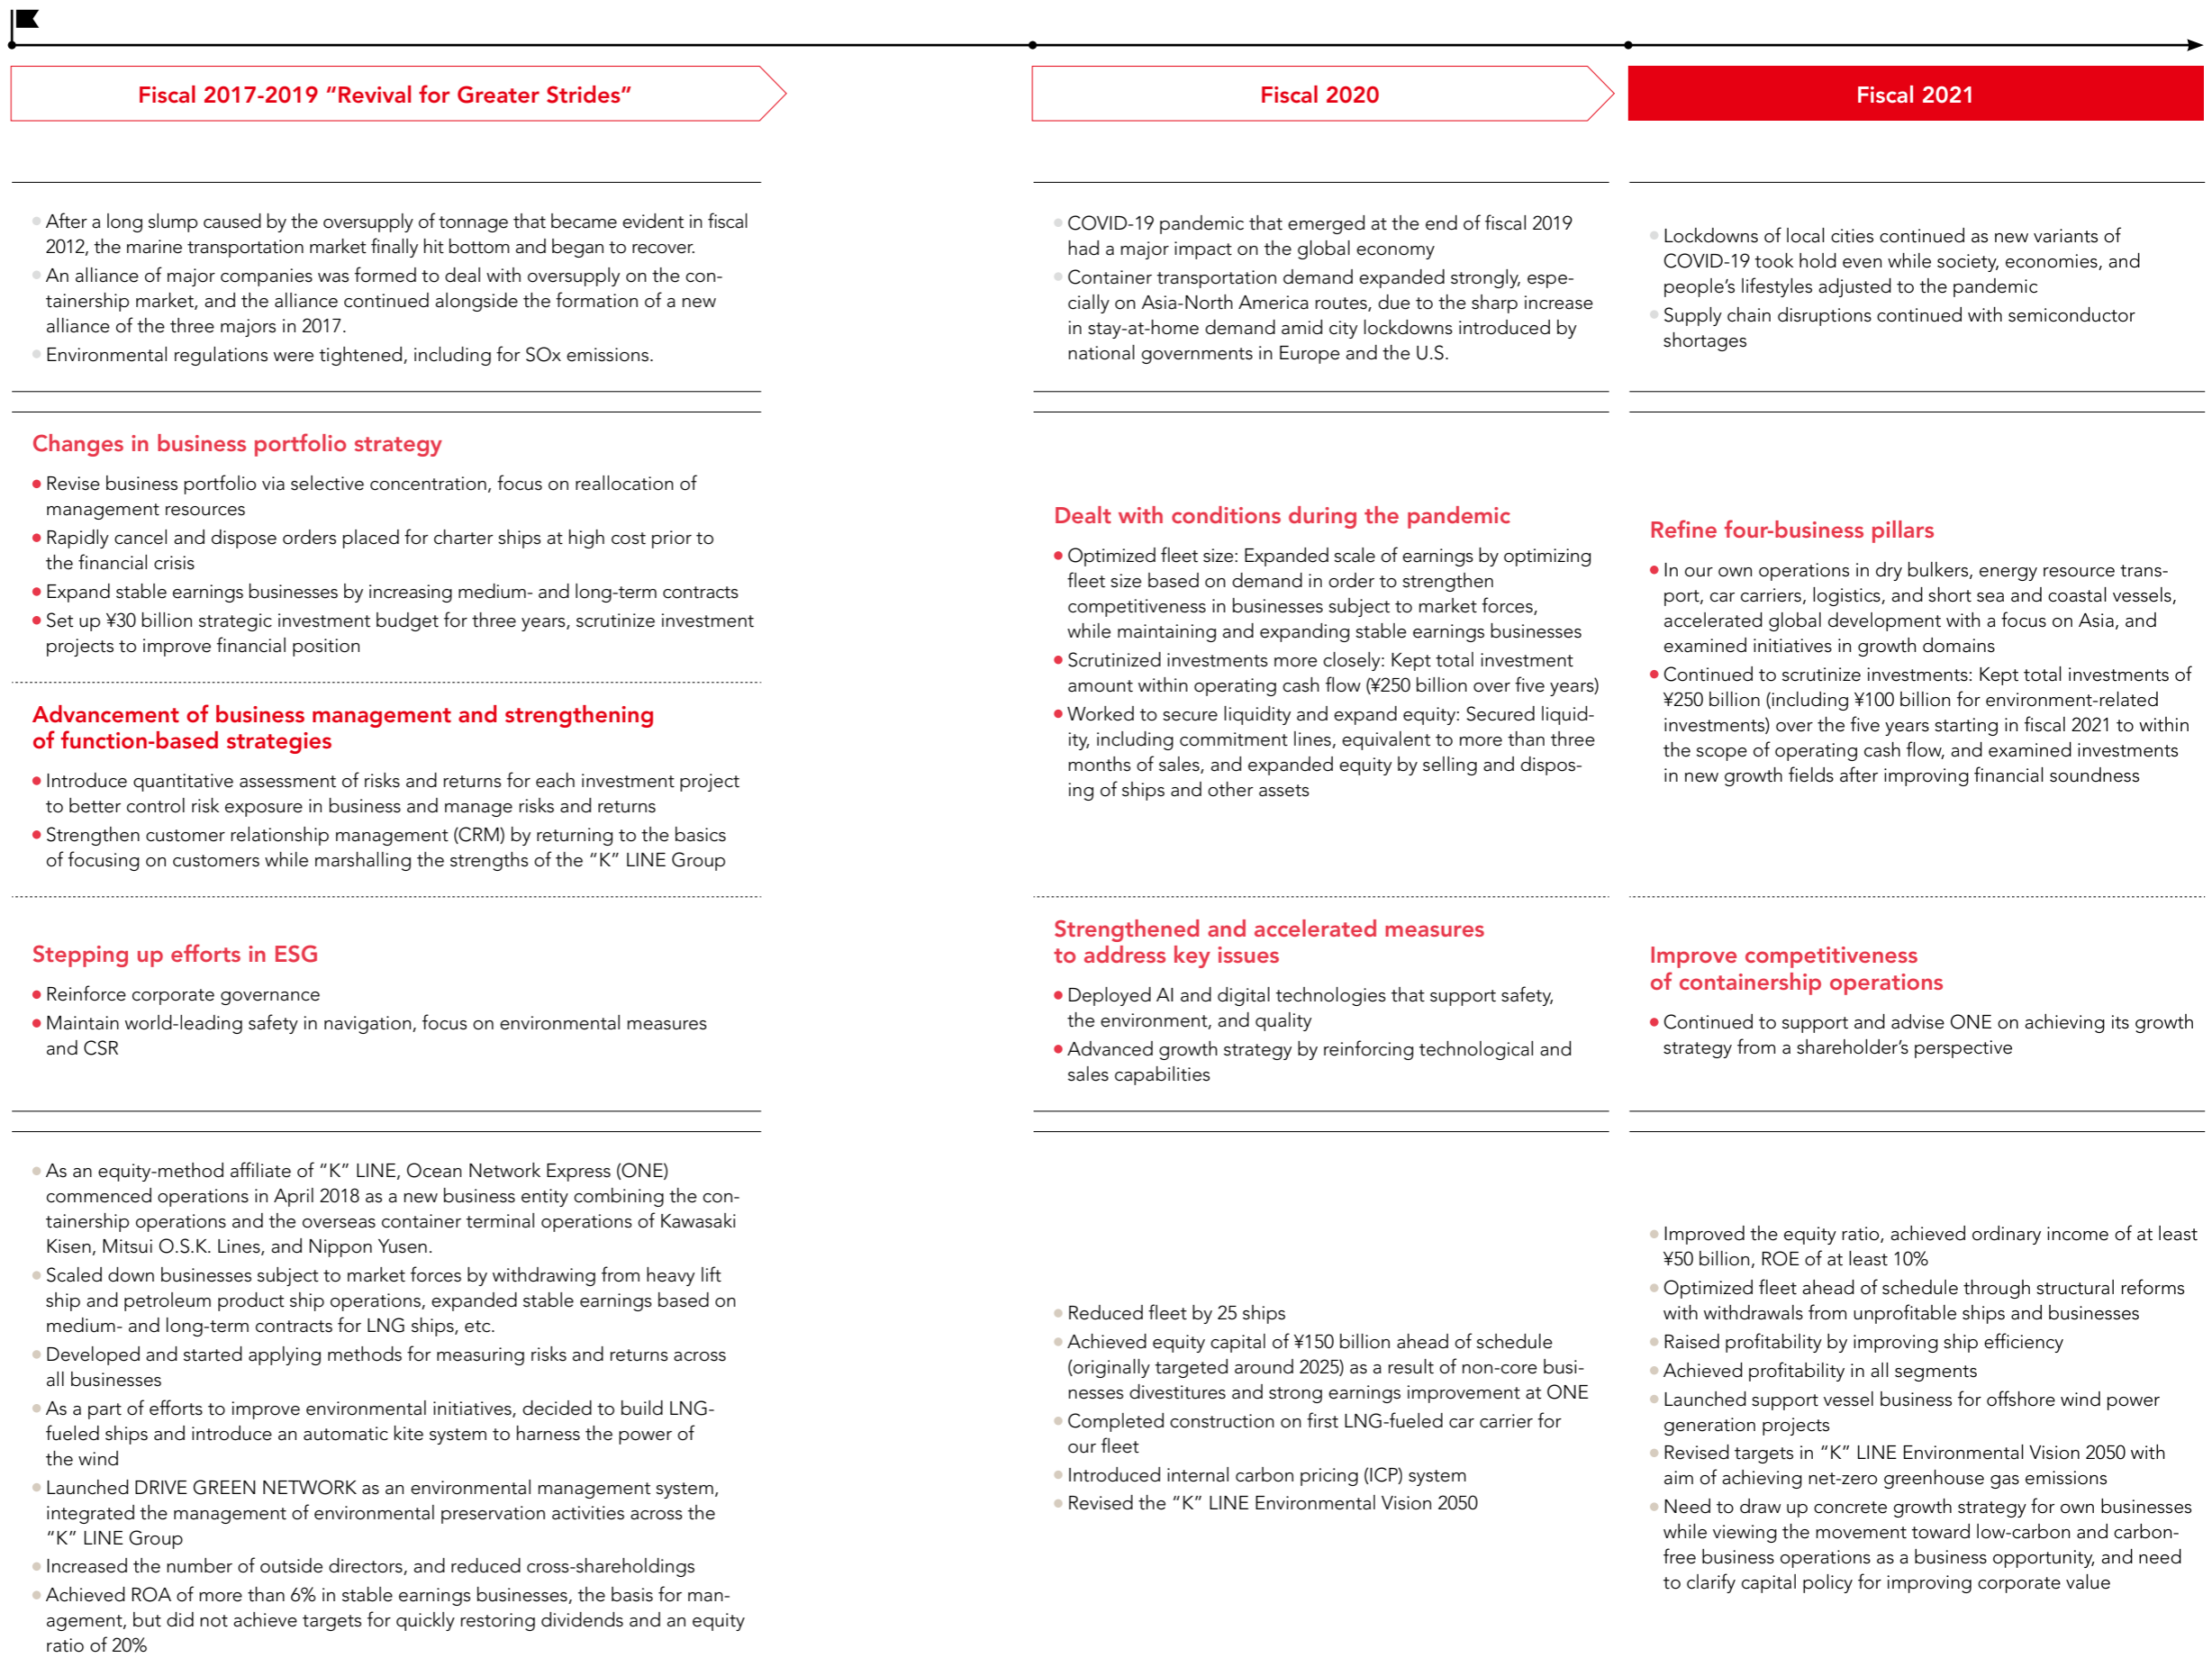 Fiscal 2017-2019 “Revival for Greater Strides”
After a long slump caused by the oversupply of tonnage that became evident in fiscal
2012, the marine transportation market finally hit bottom and began to recover.
An alliance of major companies was formed to deal with oversupply on the con-
tainership market, and the alliance continued alongside the formation of a new
alliance of the three majors in 2017.
Environmental regulations were tightened, including for SOx emissions.
Changes in business portfolio strategy
Revise business portfolio via selective concentration, focus on reallocation of
management resources
Rapidly cancel and dispose orders placed for charter ships at high cost prior to
the financial crisis
Expand stable earnings businesses by increasing medium- and long-term contracts
Set up ¥30 billion strategic investment budget for three years, scrutinize investment
projects to improve financial position
Advancement of business management and strengthening
of function-based strategies
Introduce quantitative assessment of risks and returns for each investment project
to better control risk exposure in business and manage risks and returns
Strengthen customer relationship management (CRM) by returning to the basics
of focusing on customers while marshalling the strengths of the “K” LINE Group
Stepping up efforts in ESG
Reinforce corporate governance
Maintain world-leading safety in navigation, focus on environmental measures
and CSR
As an equity-method affiliate of “K” LINE, Ocean Network Express (ONE)
commenced operations in April 2018 as a new business entity combining the con-
tainership operations and the overseas container terminal operations of Kawasaki
Kisen, Mitsui O.S.K. Lines, and Nippon Yusen.
Scaled down businesses subject to market forces by withdrawing from heavy lift
ship and petroleum product ship operations, expanded stable earnings based on
medium- and long-term contracts for LNG ships, etc.
Developed and started applying methods for measuring risks and returns across
all businesses
As a part of efforts to improve environmental initiatives, decided to build LNG-
fueled ships and introduce an automatic kite system to harness the power of
the wind
Launched DRIVE GREEN NETWORK as an environmental management system,
integrated the management of environmental preservation activities across the
“K” LINE Group
Increased the number of outside directors, and reduced cross-shareholdings
Achieved ROA of more than 6% in stable earnings businesses, the basis for man-
agement, but did not achieve targets for quickly restoring dividends and an equity
ratio of 20%
Fiscal 2020
COVID-19 pandemic that emerged at the end of fiscal 2019
had a major impact on the global economy
Container transportation demand expanded strongly, espe-
cially on Asia-North America routes, due to the sharp increase
in stay-at-home demand amid city lockdowns introduced by
national governments in Europe and the U.S.
Dealt with conditions during the pandemic
Optimized fleet size: Expanded scale of earnings by optimizing
fleet size based on demand in order to strengthen
competitiveness in businesses subject to market forces,
while maintaining and expanding stable earnings businesses
Scrutinized investments more closely: Kept total investment
amount within operating cash flow (¥250 billion over five years)
Worked to secure liquidity and expand equity: Secured liquid-
ity, including commitment lines, equivalent to more than three
months of sales, and expanded equity by selling and dispos-
ing of ships and other assets
Strengthened and accelerated measures
to address key issues
Deployed AI and digital technologies that support safety,
the environment, and quality
Advanced growth strategy by reinforcing technological and
sales capabilities
Reduced fleet by 25 ships
Achieved equity capital of ¥150 billion ahead of schedule
(originally targeted around 2025) as a result of non-core busi-
nesses divestitures and strong earnings improvement at ONE
Completed construction on first LNG-fueled car carrier for
our fleet
Introduced internal carbon pricing (ICP) system
Revised the “K” LINE Environmental Vision 2050
Fiscal 2021
Lockdowns of local cities continued as new variants of
COVID-19 took hold even while society, economies, and
people’s lifestyles adjusted to the pandemic
Supply chain disruptions continued with semiconductor
shortages
Refine four-business pillars
In our own operations in dry bulkers, energy resource trans-
port, car carriers, logistics, and short sea and coastal vessels,
accelerated global development with a focus on Asia, and
examined initiatives in growth domains
Continued to scrutinize investments: Kept total investments of
¥250 billion (including ¥100 billion for environment-related
investments) over the five years starting in fiscal 2021 to within
the scope of operating cash flow, and examined investments
in new growth fields after improving financial soundness
Improve competitiveness
of containership operations
Continued to support and advise ONE on achieving its growth
strategy from a shareholder’s perspective
Improved the equity ratio, achieved ordinary income of at least
¥50 billion, ROE of at least 10%
Optimized fleet ahead of schedule through structural reforms
with withdrawals from unprofitable ships and businesses
Raised profitability by improving ship efficiency
Achieved profitability in all segments
Launched support vessel business for offshore wind power
generation projects
Revised targets in “K” LINE Environmental Vision 2050 with
aim of achieving net-zero greenhouse gas emissions
Need to draw up concrete growth strategy for own businesses
while viewing the movement toward low-carbon and carbon-
free business operations as a business opportunity, and need
to clarify capital policy for improving corporate value